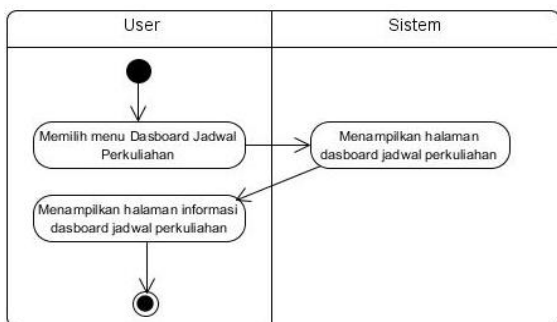 User
Sistem
Memilih menu Dasboard Jadwal
Perkuliahan
Menampilkan halaman
dasboard jadwal perkuliahan
Menampilkan halaman informasi
dasboard jadwal perkuliahan